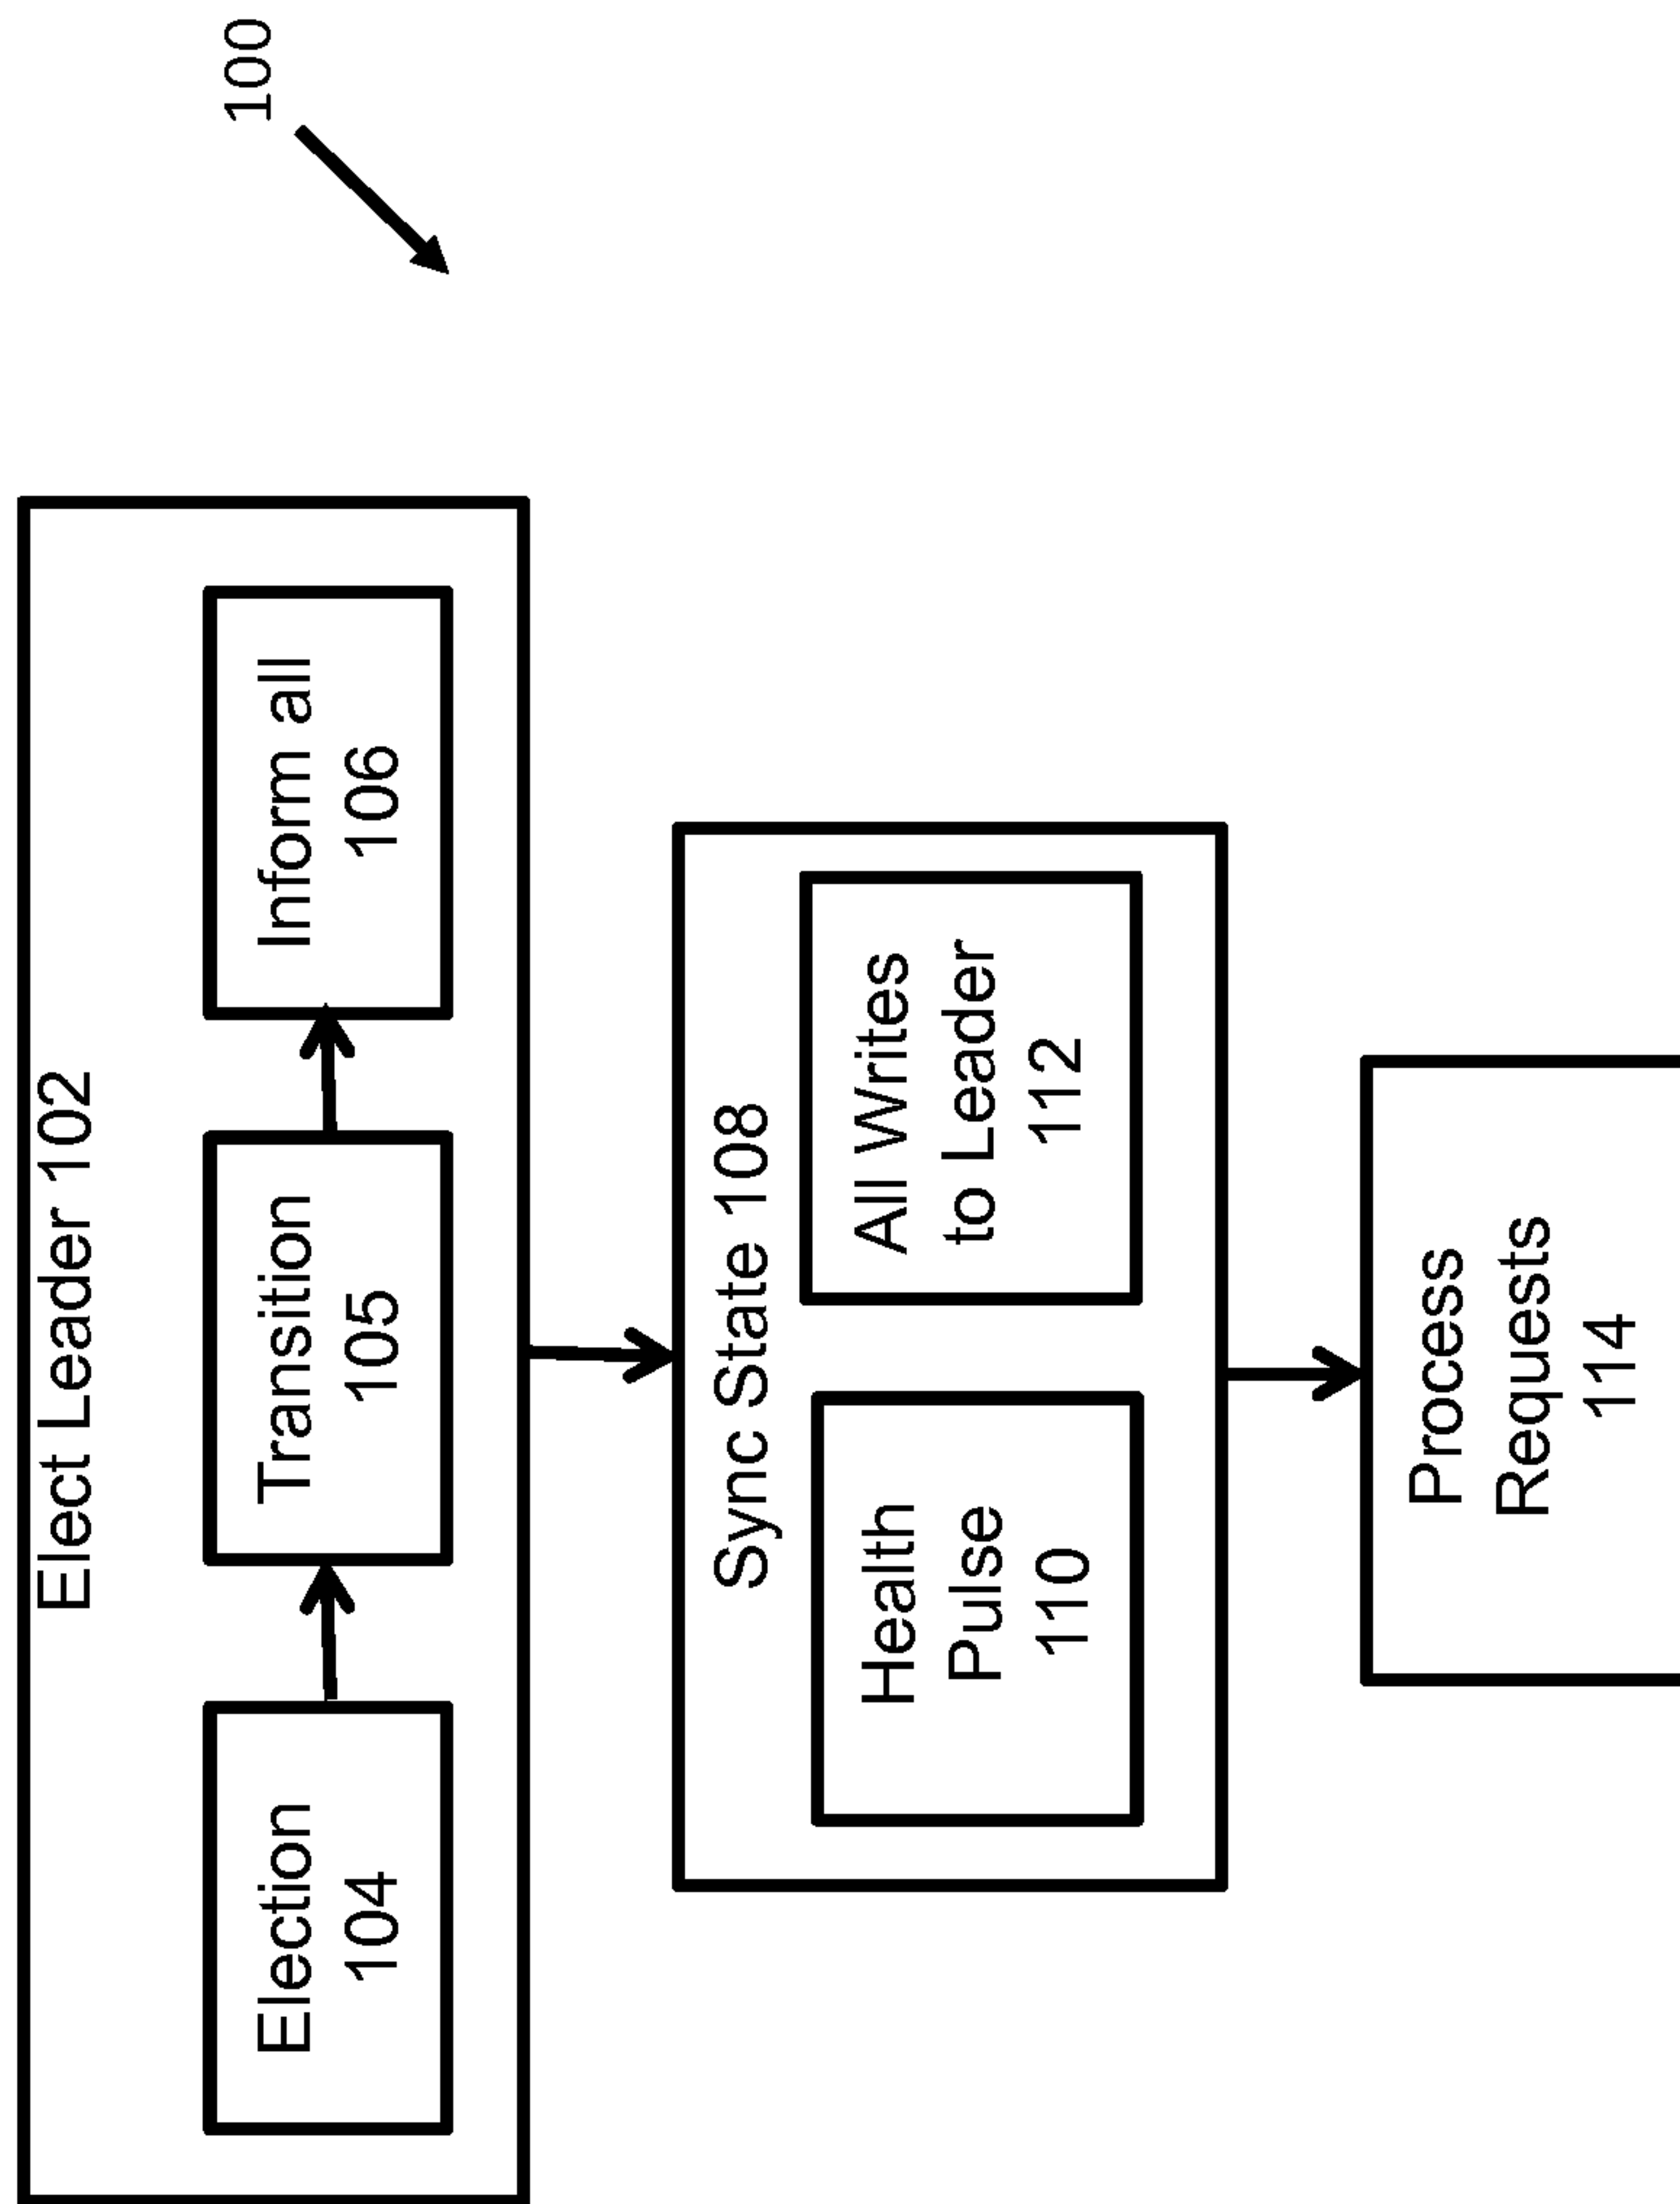 100
Elect Leader 102
Election
104
Transition
105
Inform all
106
Sync State 108
Health
Pulse
110
All Writes
to Leader
112
Process
Requests
114